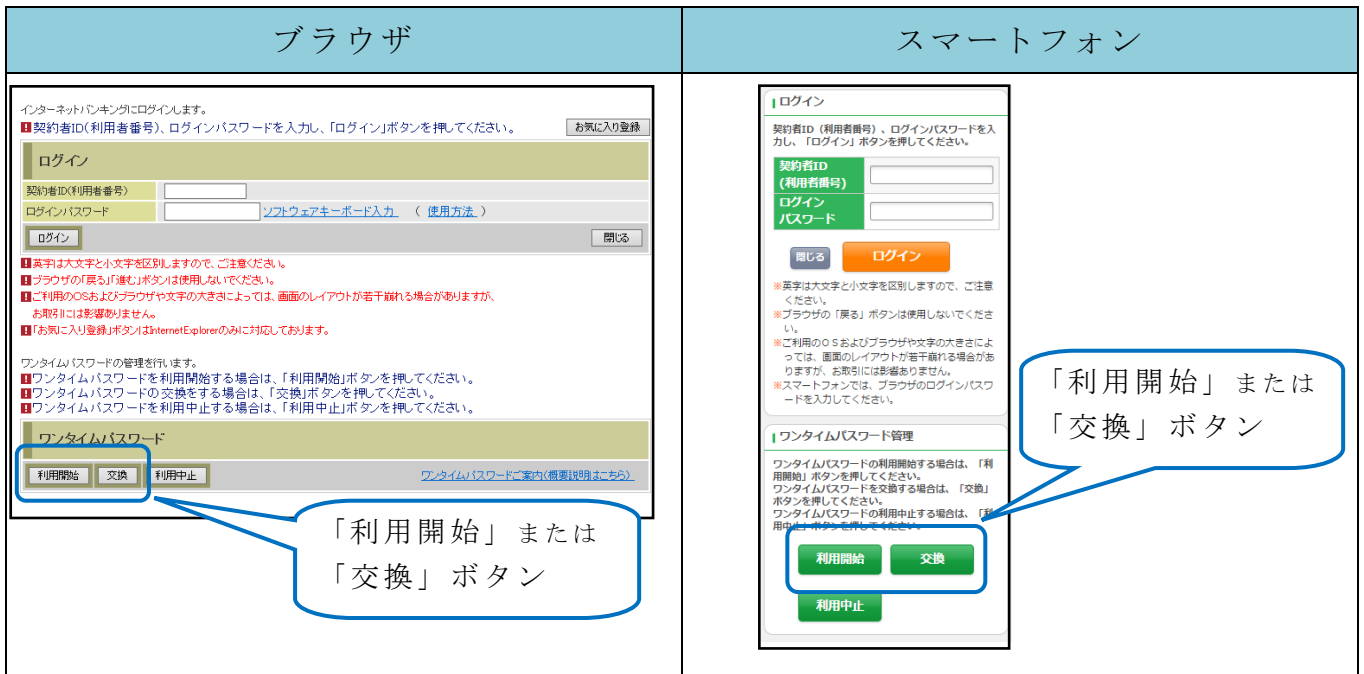 ブラウザ
インターネットバンキングにログインします。
契約者ID(利用者番号)、ログインパスワードを入力し、「ログイン」ボタンを押してください。
お気に入り登録
ログイン
契約者ID(利用者番号)
ログインパスワード
ソフトウェアキーボード入力 ( 使用方法 )
ログイン
閉じる
英字は大文字と小文字を区別しますので、ご注意ください。
ブラウザの「戻る」「進む」ボタンは使用しないでください。
ご利用のOSおよびブラウザや文字の大きさによっては、画面のレイアウトが若干崩れる場合がありますが、
お取引には影響ありません。
「お気に入り登録」ボタンはInternetExplorerのみに対応しております。
ワンタイムパスワードの管理を行います。
ワンタイムパスワードを利用開始する場合は、「利用開始」ボタンを押してください。
ワンタイムパスワードの交換をする場合は、「交換」ボタンを押してください。
ワンタイムパスワードを利用中止する場合は、「利用中止」ボタンを押してください。
ワンタイムパスワード
利用開始 交換 利用中止
ワンタイムパスワードご案内(概要説明はこちら)
「利用開始」または
「交換」ボタン
スマートフォン
ログイン
契約者ID(利用者番号)、ログインパスワードを入
力し、「ログイン」ボタンを押してください。
契約者ID
(利用者番号)
ログイン
パスワード
閉じる ログイン
※英字は大文字と小文字を区別しますので、ご注意
ください。
※ブラウザの「戻る」ボタンは使用しないでくださ
い。
※ご利用のOSおよびブラウザや文字の大きさによ
っては、画面のレイアウトが若干崩れる場合があ
りますが、お取引には影響ありません。
※スマートフォンでは、ブラウザのログインパスワ
ードを入力してください。
ワンタイムパスワード管理
ワンタイムパスワードの利用開始する場合は、「利
用開始」ボタンを押してください。
ワンタイムパスワードを交換する場合は、「交換」
ボタンを押してください。
ワンタイムパスワードの利用中止する場合は、「利
用中止」ボタンを押してください。
利用開始 交換
利用中止
「利用開始」または
「交換」ボタン